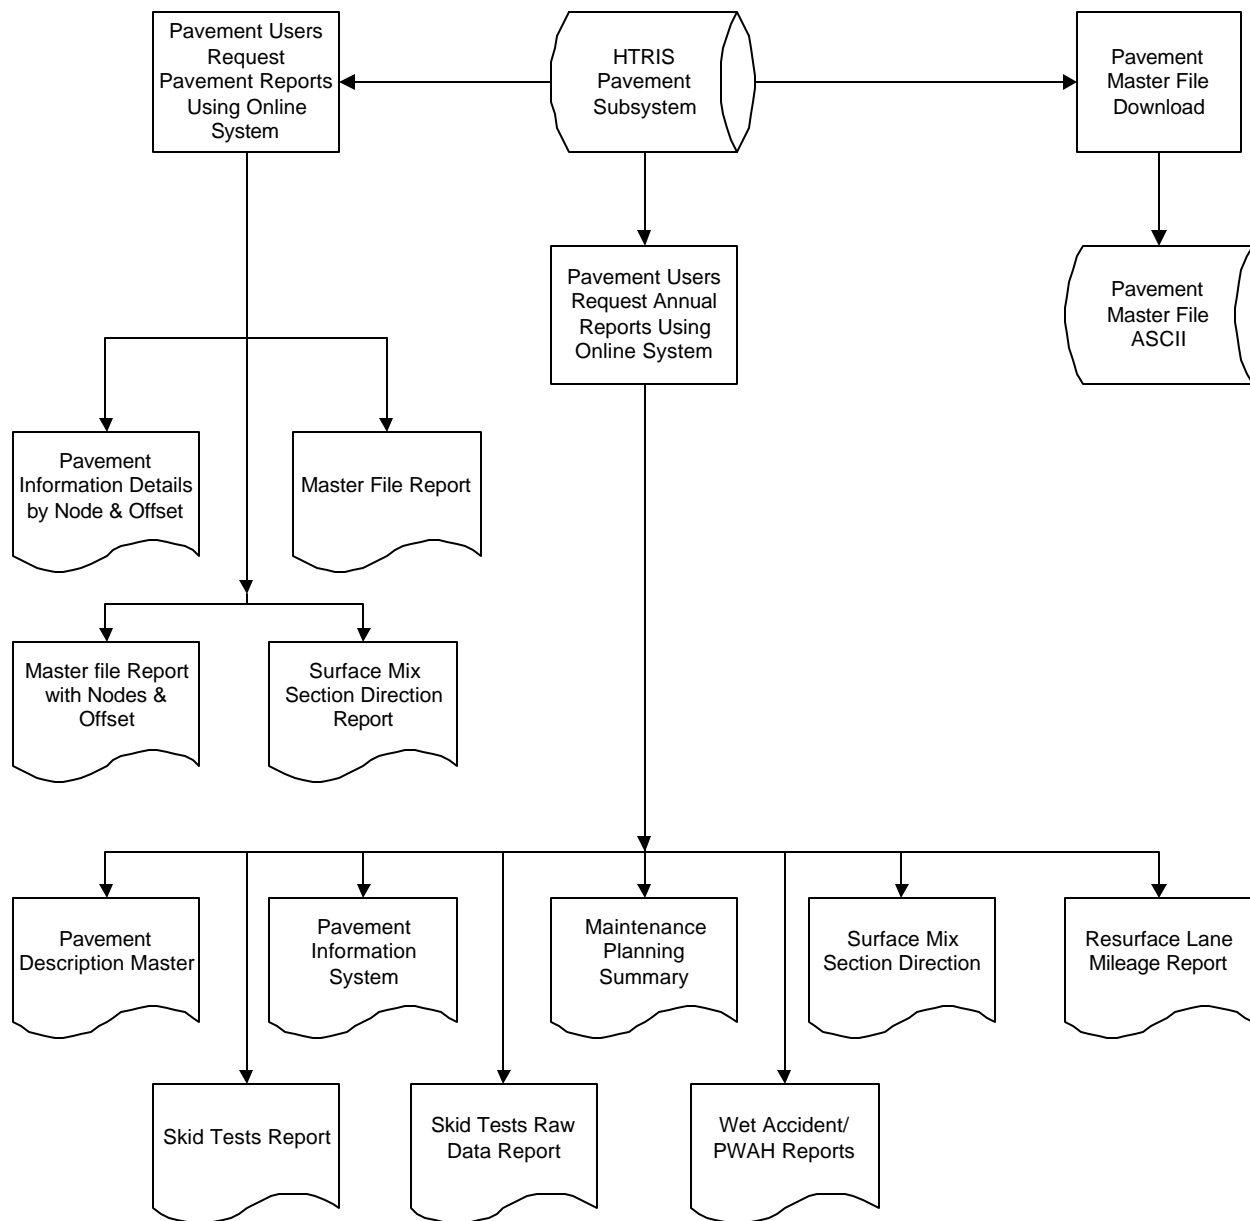 Pavement Users
Request
Pavement Reports
Using Online
System
HTRIS
Pavement
Subsystem
Pavement
Master File
Download
Pavement Users
Request Annual
Reports Using
Online System
Pavement
Master File
ASCII
Pavement
Information Details
by Node & Offset
Master File Report
Master file Report
with Nodes &
Offset
Surface Mix
Section Direction
Report
Pavement
Description Master
Pavement
Information
System
Maintenance
Planning
Summary
Surface Mix
Section Direction
Resurface Lane
Mileage Report
Skid Tests Report
Skid Tests Raw
Data Report
Wet Accident/
PWAH Reports